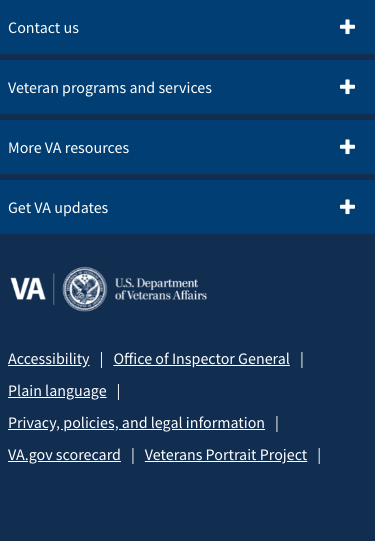 Contact us
Veteran programs and services
More VA resources
Get VA updates
VA
U.S. Department
of Veterans Affairs
Accessibility | Office of Inspector General |
Plain language |
Privacy, policies, and legal information |
VA.gov scorecard | Veterans Portrait Project |